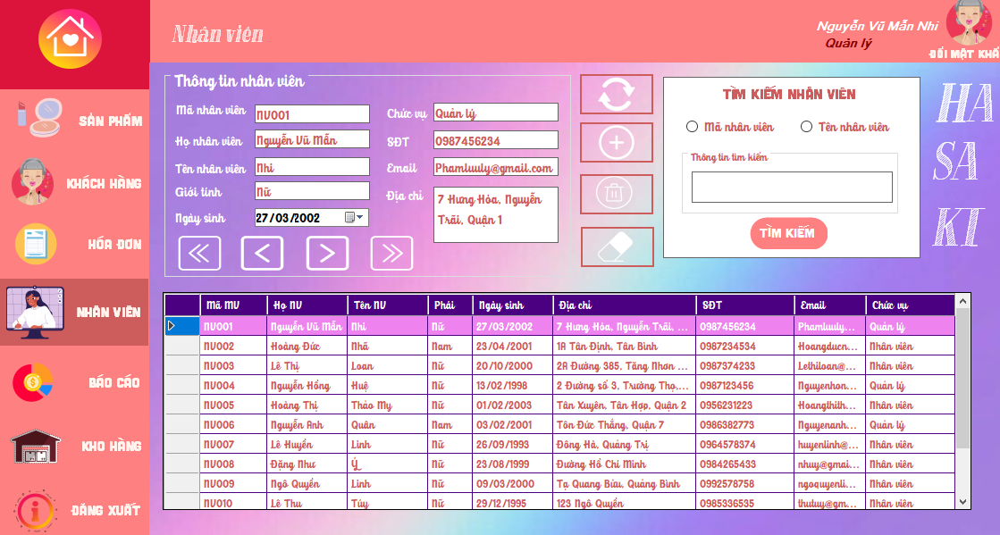 Nhân viên
Nguyễn Vũ Mẫn Nhi
Quản lý
ĐỔI MẬT KHẨ
SẢN PHẨM
KHÁCH HÀNG
HÓA ĐƠN
NHÂN VIÊN
BÁO CÁO
KHO HÀNG
ĐĂNG XUẤT
Thông tin nhân viên
Mã nhân viên NV001
Họ nhân viên Nguyễn Vũ Mẫn
Tên nhân viên Nhi
Giới tính Nữ
Ngày sinh 27/03/2002
Chức vụ Quản lý
SĐT 0987456234
Email Phamluuly@gmail.com
Địa chỉ 7 Hưng Hóa, Nguyễn
Trãi, Quận 1
TÌM KIẾM NHÂN VIÊN
Mã nhân viên Tên nhân viên
Thông tin tìm kiếm
TÌM KIẾM
HA
SA
KI
Mã MV Họ NV Tên NV Phái Ngày sinh Địa chỉ SĐT Email Chức vụ
NV001 Nguyễn Vũ Mẫn Nhi Nữ 27/03/2002 7 Hưng Hóa, Nguyễn Trãi, ... 0987456234 Phamluuly... Quản lý
NV002 Hoàng Đức Nhã Nam 23/04/2001 1A Tân Định, Tân Bình 0987234534 Hoangducn... Nhân viên
NV003 Lê Thị Loan Nữ 20/10/2000 2A Đường 385, Tăng Nhơn ... 0987374233 Lethiloan@... Nhân viên
NV004 Nguyễn Hồng Huệ Nữ 13/02/1998 2 Đường số 3, Trường Thọ,... 0987123456 Nguyenhon... Quản lý
NV005 Hoàng Thị Thảo My Nữ 01/02/2003 Tân Xuyên, Tân Hợp, Quận 2 0956231223 Hoangthith... Nhân viên
NV006 Nguyễn Anh Quân Nam 03/02/2001 Tôn Đức Thắng, Quận 7 0986382773 Nguyenanh... Quản lý
NV007 Lê Huyền Linh Nữ 26/09/1993 Đông Hà, Quảng Trị 0964578374 huyenlinh@... Nhân viên
NV008 Đặng Như Ý Nữ 23/08/1999 Đường Hồ Chí Minh 0984265433 nhuy@gmai... Nhân viên
NV009 Ngô Quyền Linh Nữ 09/03/2000 Tạ Quang Bửu, Quảng Bình 0992578758 ngoquyenli... Nhân viên
NV010 Lê Thu Túy Nữ 29/12/1995 123 Ngô Quyền 0985336535 thutuy@gm... Nhân viên